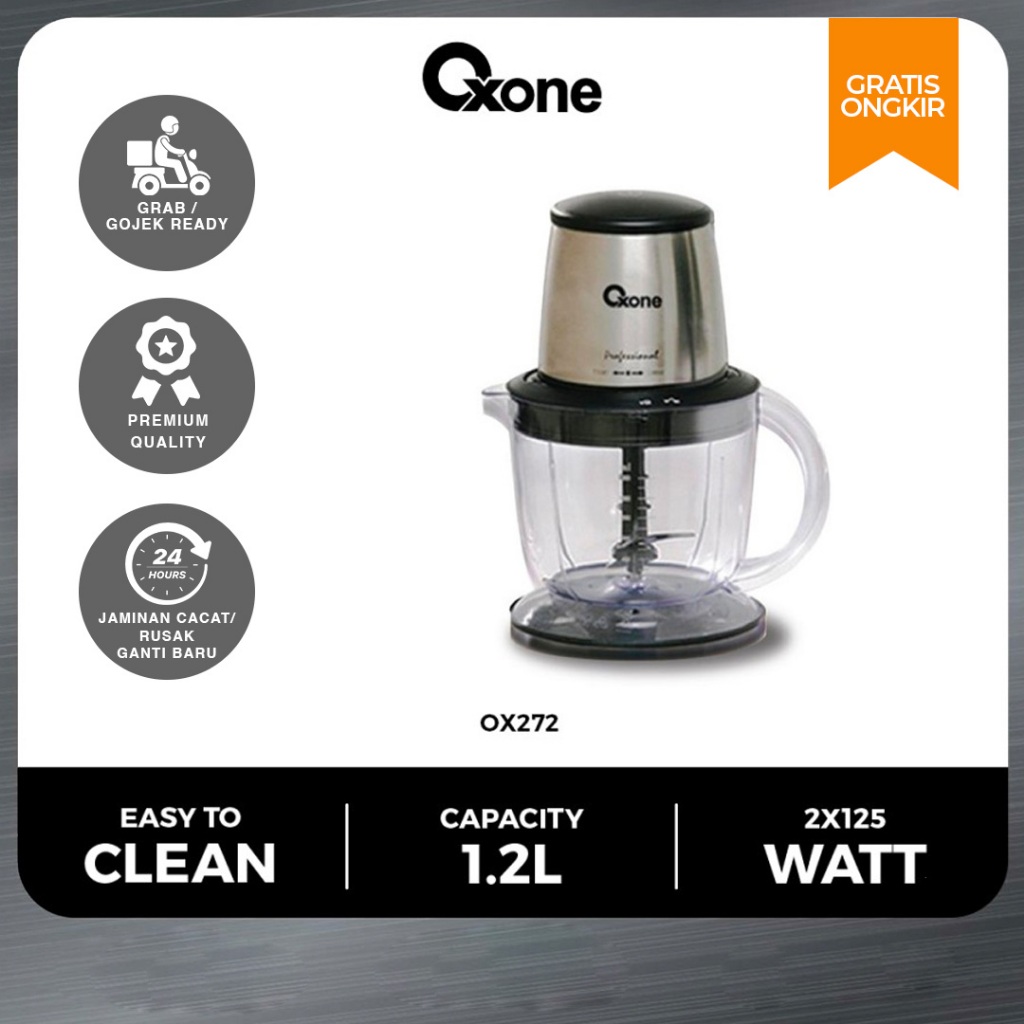 Oxone
GRATIS
ONGKIR
GRAB /
GOJEK READY
PREMIUM
QUALITY
24
HOURS
JAMINAN CACAT/
RUSAK
GANTI BARU
Oxone
Professional
OX272
EASY TO
CLEAN
CAPACITY
1.2L
2X125
WATT